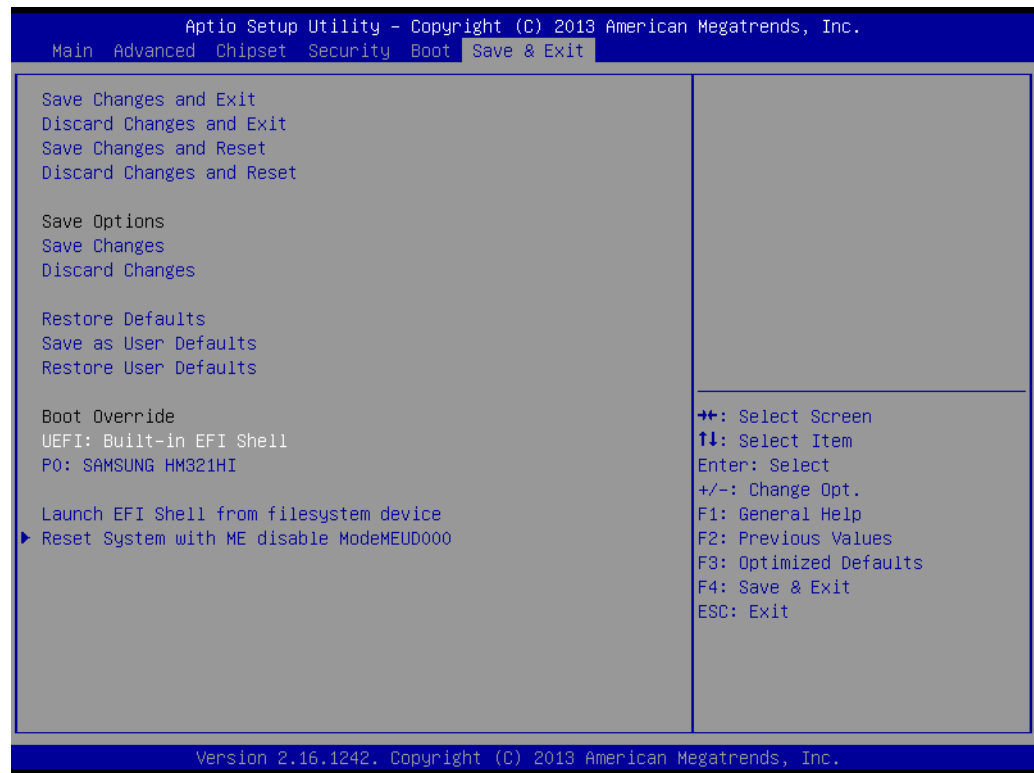 Aptio Setup Utility – Copyright (C) 2013 American Megatrends, Inc.
Main Advanced Chipset Security Boot Save & Exit
Save Changes and Exit
Discard Changes and Exit
Save Changes and Reset
Discard Changes and Reset
Save Options
Save Changes
Discard Changes
Restore Defaults
Save as User Defaults
Restore User Defaults
Boot Override
UEFI: Built-in EFI Shell
P0: SAMSUNG HM321HI
Launch EFI Shell from filesystem device
▶ Reset System with ME disable ModeMEUD000
→←: Select Screen
↑↓: Select Item
Enter: Select
+/-: Change Opt.
F1: General Help
F2: Previous Values
F3: Optimized Defaults
F4: Save & Exit
ESC: Exit
Version 2.16.1242. Copyright (C) 2013 American Megatrends, Inc.